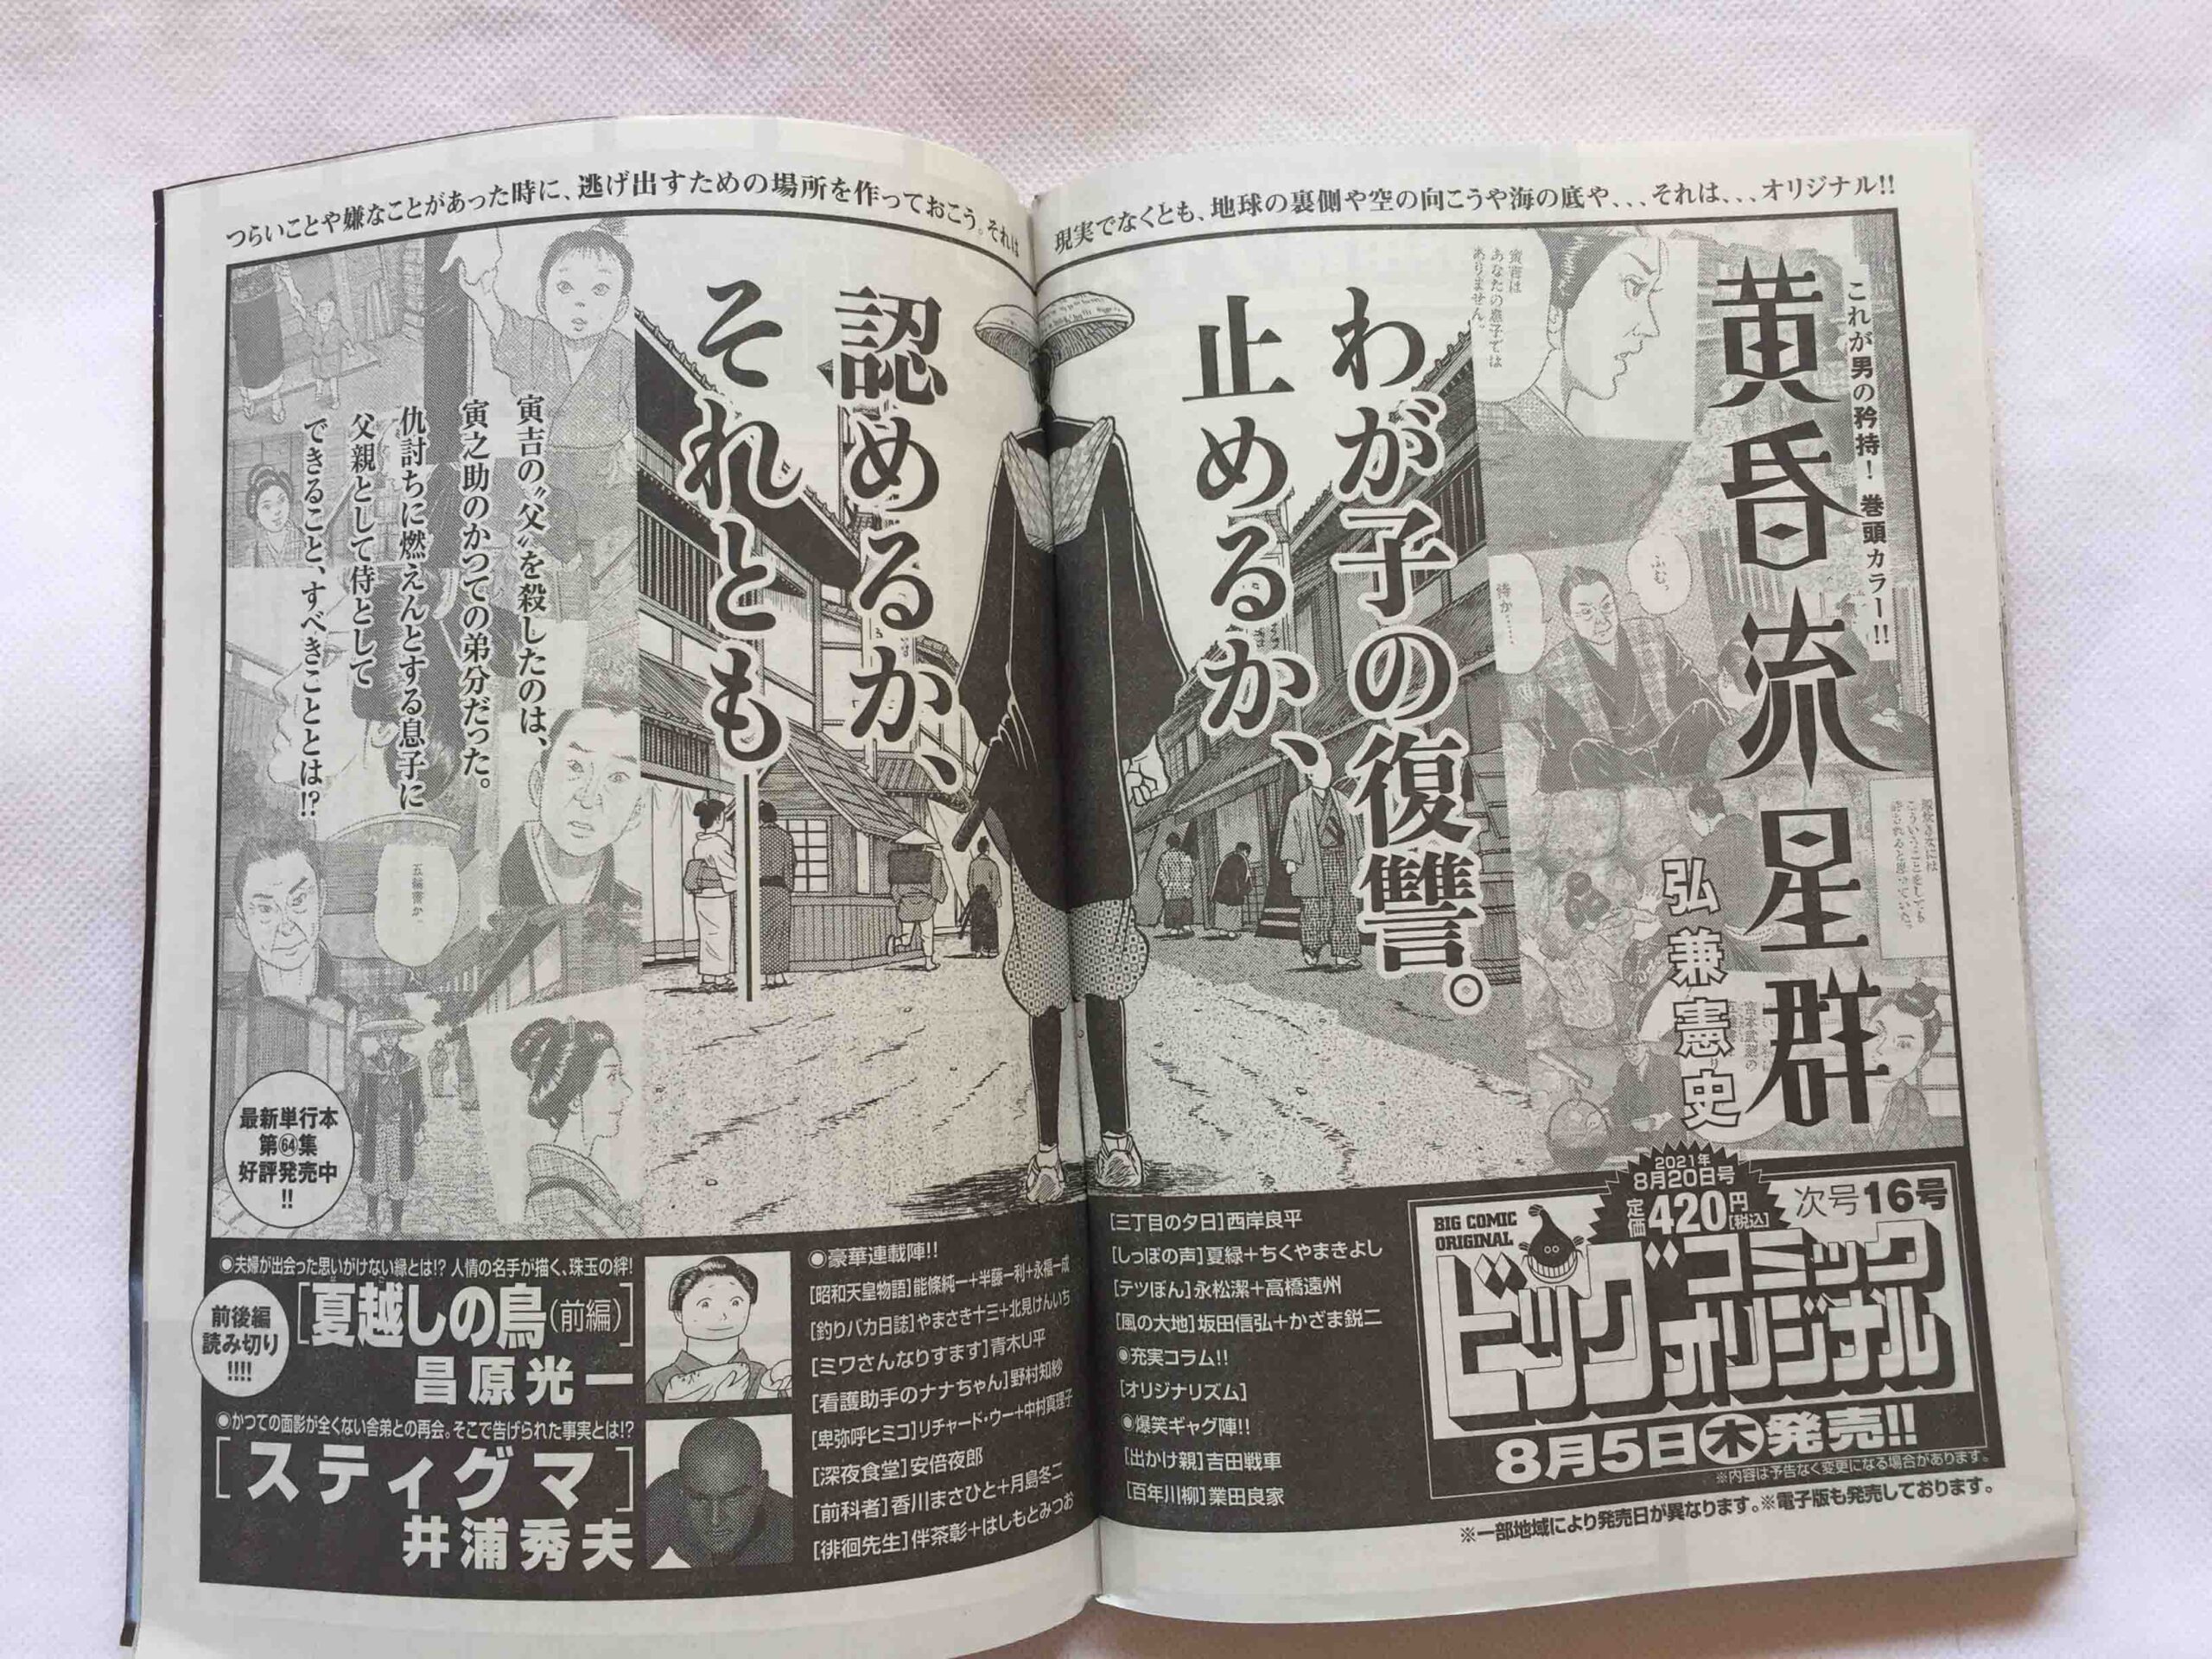 つらいことや嫌なことがあった時に、逃げ出すための場所を作っておこう。それは
現実でなくとも、地球の裏側や空の向こうや海の底や、、、それは、、、オリジナル!!
これが男の矜持! 巻頭カラー!!
黄昏流星群
弘兼憲史
寅吉は
あなたの息子では
ありません。
ふむっ
侍か……
わが子の復讐。
止めるか、
認めるか、
それとも――
寅吉の〝父〟を殺したのは、
寅之助のかつての弟分だった。
仇討ちに燃えんとする息子に
父親として侍として
できること、すべきこととは!?
五輪書か。
最新単行本
第64集
好評発売中
!!
●夫婦が出会った思いがけない縁とは!? 人情の名手が描く、珠玉の絆!
前後編
読み切り
!!!!
[夏越しの鳥(前編)]
昌原光一
●かつての面影が全くない舎弟との再会。そこで告げられた事実とは!?
[スティグマ]
井浦秀夫
◎豪華連載陣!!
[昭和天皇物語]能條純一+半藤一利+永福一成
[釣りバカ日誌]やまさき十三+北見けんいち
[ミワさんなりすます]青木U平
[看護助手のナナちゃん]野村知紗
[卑弥呼ヒミコ]リチャード・ウー+中村真理子
[深夜食堂]安倍夜郎
[前科者]香川まさひと+月島冬二
[徘徊先生]伴茶彰+はしもとみつお
[三丁目の夕日]西岸良平
[しっぽの声]夏緑+ちくやまきよし
[テツぼん]永松潔+高橋遠州
[風の大地]坂田信弘+かざま鋭二
◎充実コラム!!
[オリジナリズム]
◎爆笑ギャグ陣!!
[出かけ親]吉田戦車
[百年川柳]業田良家
2021年
8月20日号
定価420円[税込]
次号16号
BIG COMIC
ORIGINAL
ビッグコミック
オリジナル
8月5日木発売!!
※内容は予告なく変更になる場合があります。
※一部地域により発売日が異なります。※電子版も発売しております。